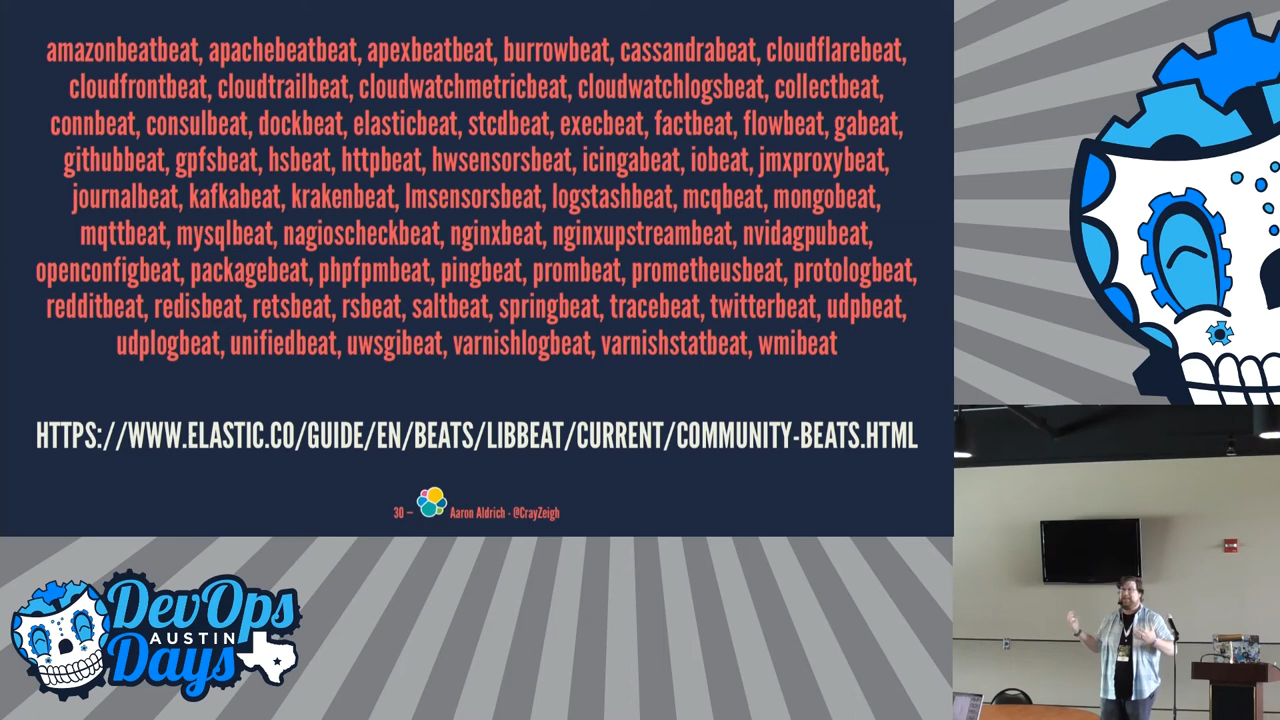 amazonbeatbeat, apachebeatbeat, apexbeatbeat, burrowbeat, cassandrabeat, cloudflarebeat,
cloudfrontbeat, cloudtrailbeat, cloudwatchmetricbeat, cloudwatchlogsbeat, collectbeat,
connbeat, consulbeat, dockbeat, elasticbeat, stcdbeat, execbeat, factbeat, flowbeat, gabeat,
githubbeat, gpfsbeat, hsbeat, httpbeat, hwsensorsbeat, icingabeat, iobeat, jmxproxybeat,
journalbeat, kafkabeat, krakenbeat, lmsensorsbeat, logstashbeat, mcqbeat, mongobeat,
mqttbeat, mysqlbeat, nagioscheckbeat, nginxbeat, nginxupstreambeat, nvidagpubeat,
openconfigbeat, packagebeat, phpfpmbeat, pingbeat, prombeat, prometheusbeat, protologbeat,
redditbeat, redisbeat, retsbeat, rsbeat, saltbeat, springbeat, tracebeat, twitterbeat, udpbeat,
udplogbeat, unifiedbeat, uwsgibeat, varnishlogbeat, varnishstatbeat, wmibeat
HTTPS://WWW.ELASTIC.CO/GUIDE/EN/BEATS/LIBBEAT/CURRENT/COMMUNITY-BEATS.HTML
30 – Aaron Aldrich - @CrayZeigh
DevOps
AUSTIN
Days